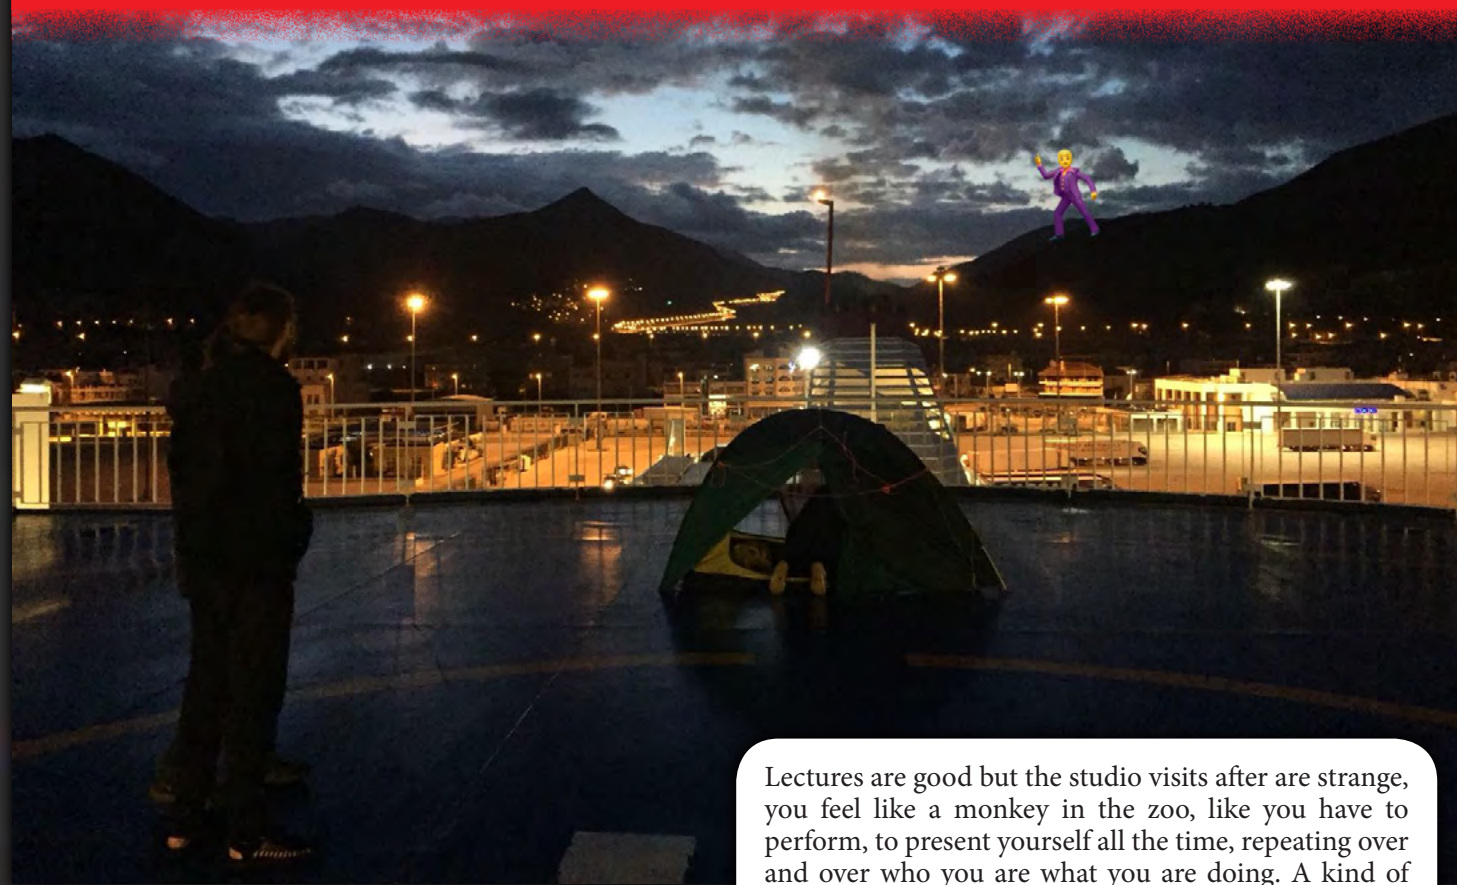 Lectures are good but the studio visits after are strange,
you feel like a monkey in the zoo, like you have to
perform, to present yourself all the time, repeating over
and over who you are what you are doing. A kind of